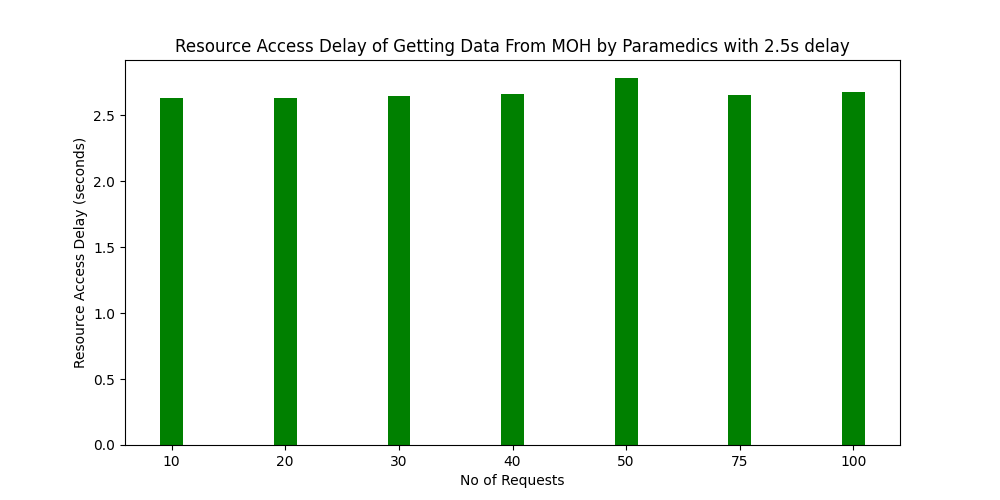 Resource Access Delay of Getting Data From MOH by Paramedics with 2.5s delay
Resource Access Delay (seconds)
2.5
2.0
1.5
1.0
0.5
0.0
10 20 30 40 50 75 100
No of Requests